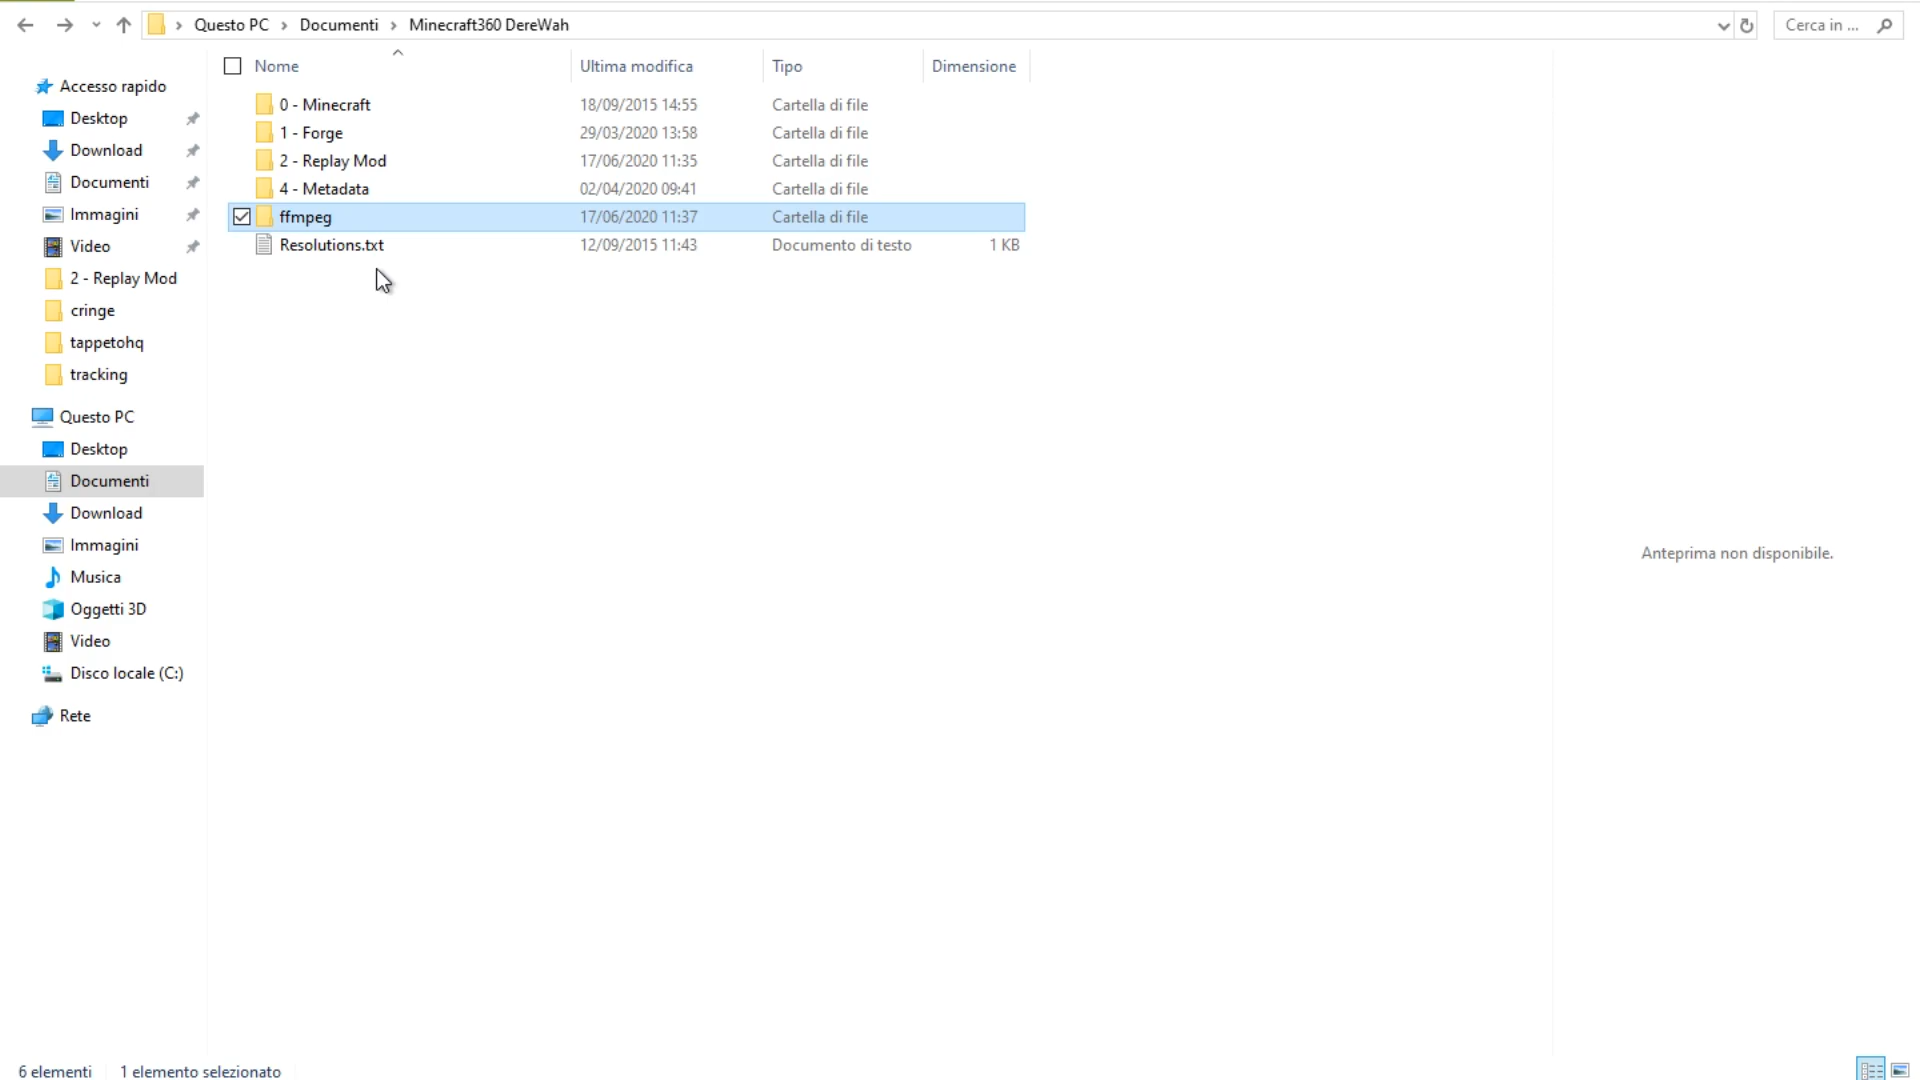 Questo PC > Documenti > Minecraft360 DereWah
Cerca in ...
Nome Ultima modifica Tipo Dimensione
0 - Minecraft 18/09/2015 14:55 Cartella di file
1 - Forge 29/03/2020 13:58 Cartella di file
2 - Replay Mod 17/06/2020 11:35 Cartella di file
4 - Metadata 02/04/2020 09:41 Cartella di file
ffmpeg 17/06/2020 11:37 Cartella di file
Resolutions.txt 12/09/2015 11:43 Documento di testo 1 KB
Accesso rapido
Desktop
Download
Documenti
Immagini
Video
2 - Replay Mod
cringe
tappetohq
tracking
Questo PC
Desktop
Documenti
Download
Immagini
Musica
Oggetti 3D
Video
Disco locale (C:)
Rete
Anteprima non disponibile.
6 elementi 1 elemento selezionato